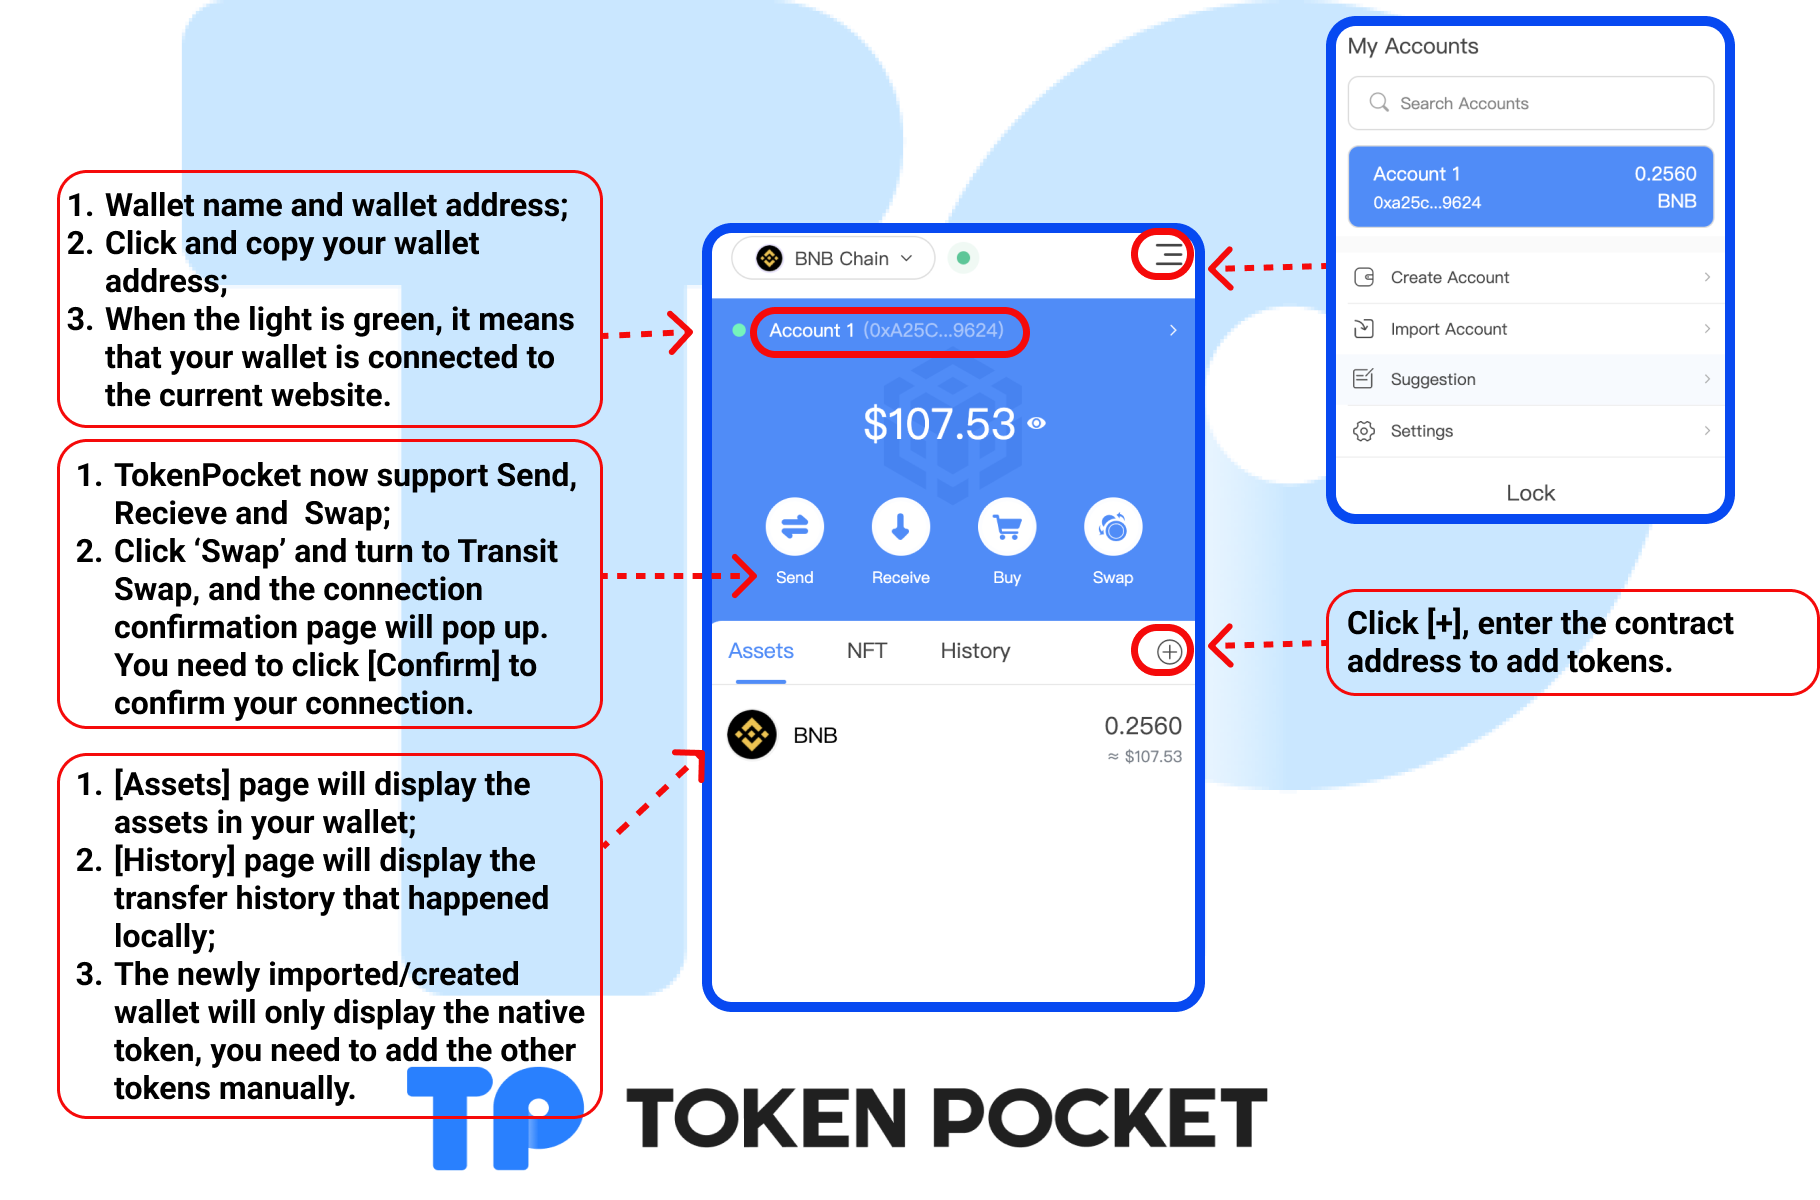 1. Wallet name and wallet address;
2. Click and copy your wallet
address;
3. When the light is green, it means
that your wallet is connected to
the current website.
1. TokenPocket now support Send,
Recieve and Swap;
2. Click ‘Swap’ and turn to Transit
Swap, and the connection
confirmation page will pop up.
You need to click [Confirm] to
confirm your connection.
1. [Assets] page will display the
assets in your wallet;
2. [History] page will display the
transfer history that happened
locally;
3. The newly imported/created
wallet will only display the native
token, you need to add the other
tokens manually.
BNB Chain
Account 1 (0xA25C...9624)
$107.53
Send Receive Buy Swap
Assets NFT History
BNB 0.2560
≈ $107.53
My Accounts
Search Accounts
Account 1 0.2560
0xa25c...9624 BNB
Create Account
Import Account
Suggestion
Settings
Lock
Click [+], enter the contract
address to add tokens.
TP TOKEN POCKET